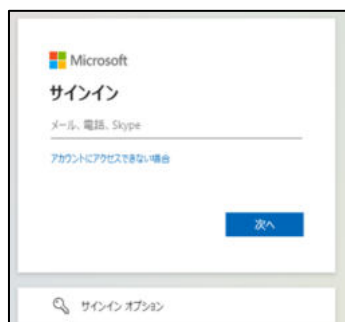 Microsoft
サインイン
メール、電話、Skype
アカウントにアクセスできない場合
次へ
サインイン オプション